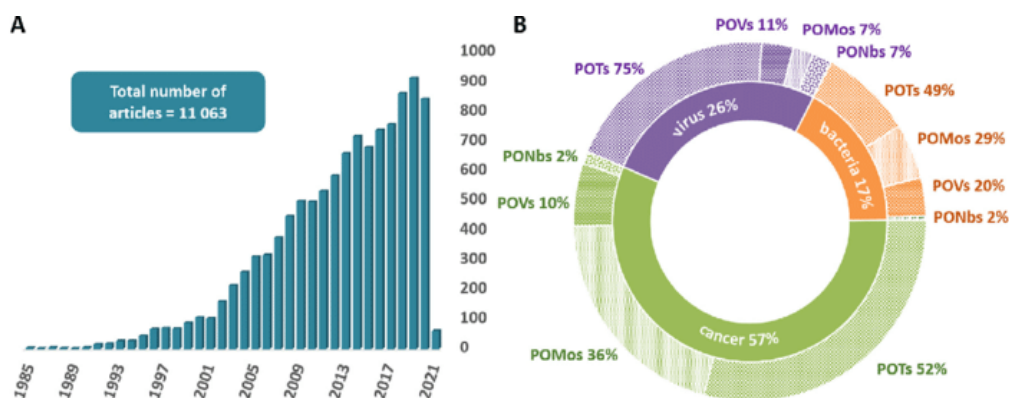 A
Total number of
articles = 11 063
1000
900
800
700
600
500
400
300
200
100
0
1985
1989
1993
1997
2001
2005
2009
2013
2017
2021
B
POVs 11%
POMos 7%
PONbs 7%
POTs 75%
POTs 49%
virus 26%
bacteria 17%
POMos 29%
PONbs 2%
POVs 20%
POVs 10%
PONbs 2%
cancer 57%
POMos 36%
POTs 52%